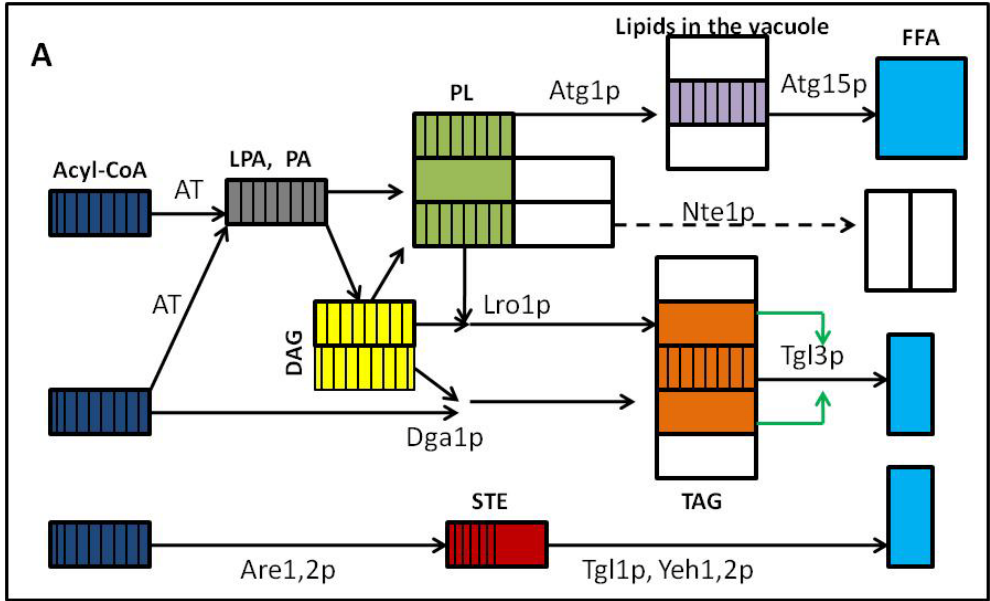 A
Lipids in the vacuole
FFA
PL
Atg1p
Atg15p
Acyl-CoA
LPA, PA
AT
Nte1p
AT
DAG
Lro1p
Tgl3p
Dga1p
STE
TAG
Are1,2p
Tgl1p, Yeh1,2p